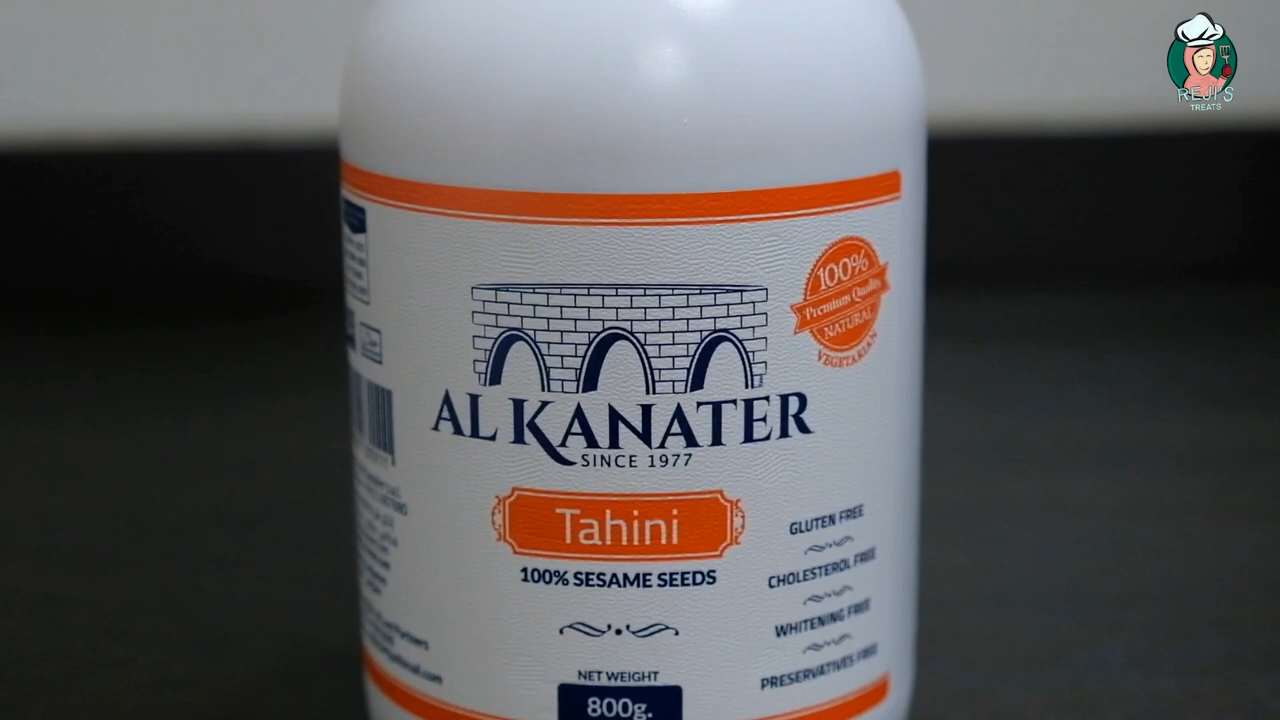 REJI'S
TREATS
100%
Premium Quality
NATURAL
VEGETARIAN
AL KANATER
SINCE 1977
Tahini
100% SESAME SEEDS
GLUTEN FREE
CHOLESTEROL FREE
WHITENING FREE
PRESERVATIVES FREE
NET WEIGHT
800g.